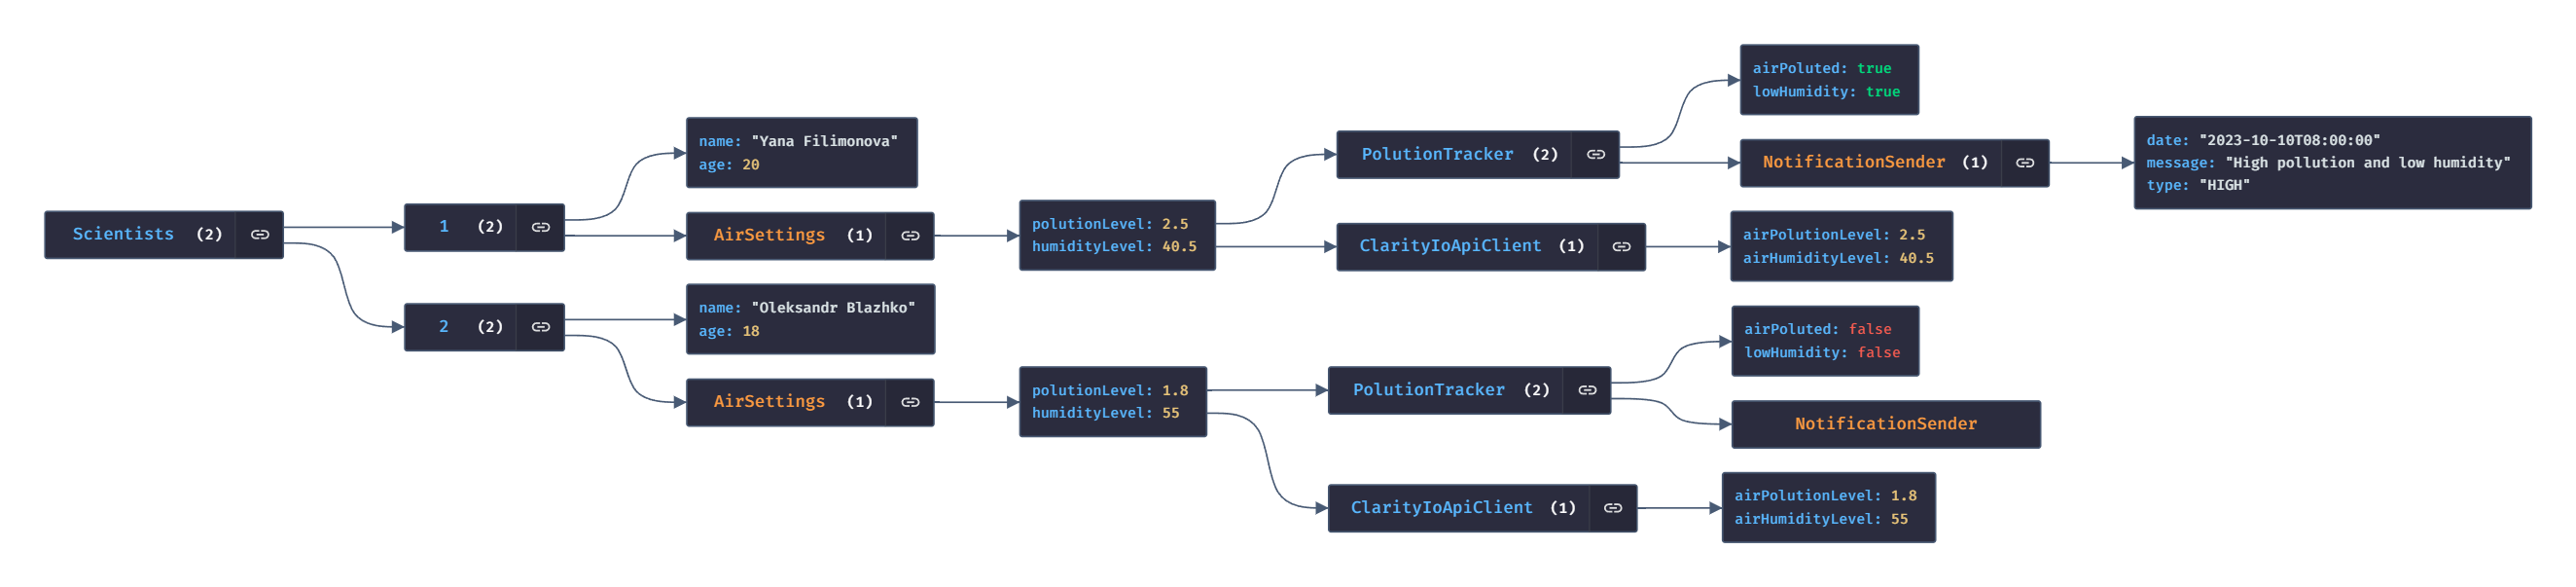 Scientists (2)
1 (2)
name: "Yana Filimonova"
age: 20
AirSettings (1)
polutionLevel: 2.5
humidityLevel: 40.5
PolutionTracker (2)
airPoluted: true
lowHumidity: true
NotificationSender (1)
date: "2023-10-10T08:00:00"
message: "High pollution and low humidity"
type: "HIGH"
ClarityIoApiClient (1)
airPolutionLevel: 2.5
airHumidityLevel: 40.5
2 (2)
name: "Oleksandr Blazhko"
age: 18
AirSettings (1)
polutionLevel: 1.8
humidityLevel: 55
PolutionTracker (2)
airPoluted: false
lowHumidity: false
NotificationSender
ClarityIoApiClient (1)
airPolutionLevel: 1.8
airHumidityLevel: 55